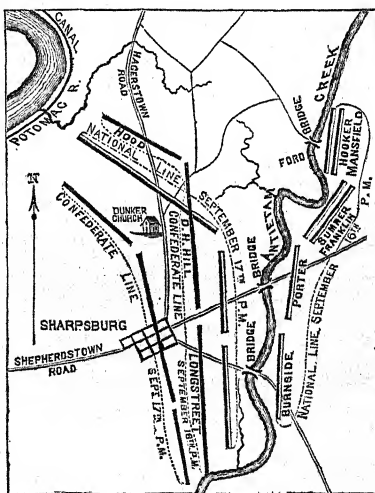 CANAL
POTOMAC R.
HAGERSTOWN
ROAD
N
HOOD
NATIONAL LINE
CREEK
BRIDGE
FORD
HOOKER
MANSFIELD
SUMNER
FRANKLIN
ANTIETAM
BRIDGE
DUNKER
CHURCH
D.H. HILL
CONFEDERATE LINE
SEPTEMBER 17TH P.M.
CONFEDERATE LINE
SEPT. 17TH P.M.
PORTER
NATIONAL LINE, SEPTEMBER 16TH P.M.
SHARPSBURG
SHEPHERDSTOWN
ROAD
LONGSTREET
SEPTEMBER 16TH P.M.
BRIDGE
BURNSIDE